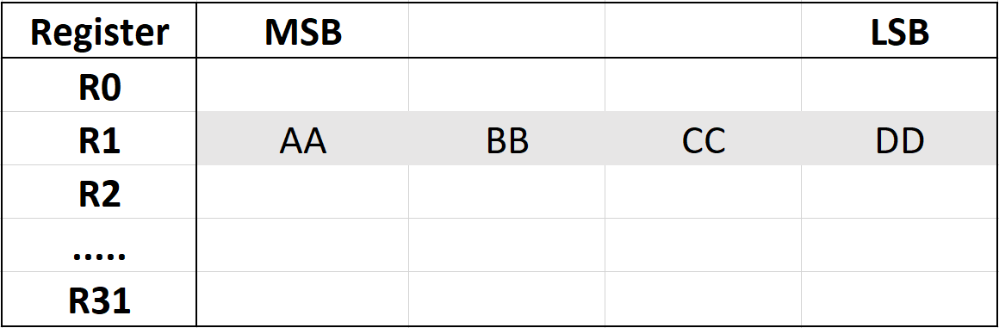 Register MSB LSB
R0
R1 AA BB CC DD
R2
.....
R31